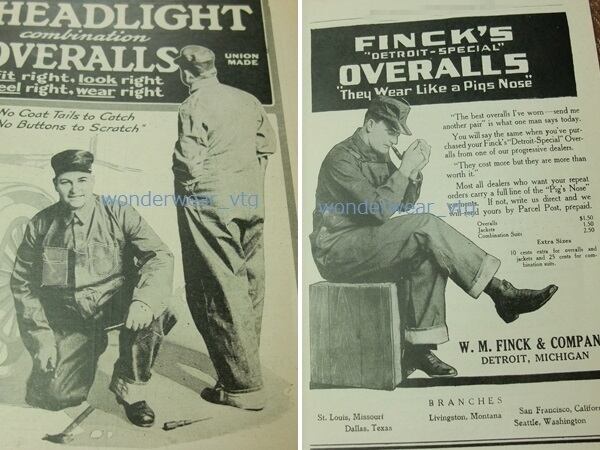 HEADLIGHT
combination
OVERALLS
UNION
MADE
fit right, look right
feel right, wear right
No Coat Tails to Catch
No Buttons to Scratch"
wonderwear_vtg
FINCK'S
"DETROIT-SPECIAL"
OVERALLS
"They Wear Like a Pigs Nose"
"The best overalls I've worn—send me
another pair" is what one man says today.
You will say the same when you've pur-
chased your Finck's "Detroit-Special" Over-
alls from one of our progressive dealers.
"They cost more but they are more than
worth it."
Most all dealers who want your repeat
orders carry a full line of the "Pig's Nose"
If not, write us direct and we
will send yours by Parcel Post, prepaid.
wonderwear_vtg
Overalls $1.50
Jackets 1.50
Combination Suits 2.50
Extra Sizes
10 cents extra for overalls and
jackets and 25 cents for com-
bination suits.
W. M. FINCK & COMPAN
DETROIT, MICHIGAN
BRANCHES
St. Louis, Missouri Livingston, Montana San Francisco, Califor
Dallas, Texas Seattle, Washington